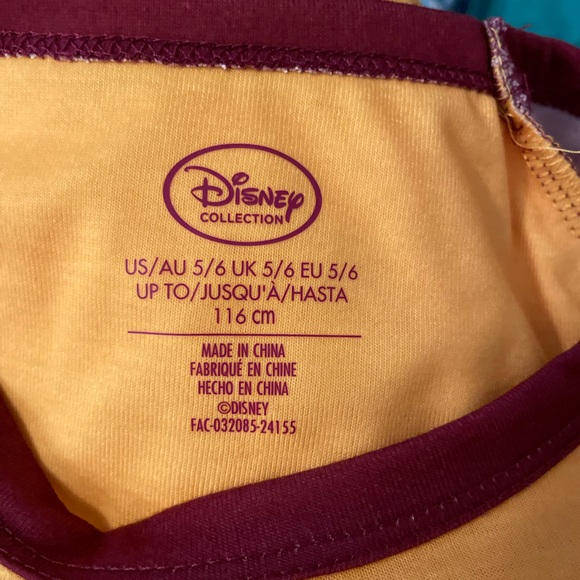 Disney
COLLECTION
US/AU 5/6 UK 5/6 EU 5/6
UP TO/JUSQU'À/HASTA
116 cm
MADE IN CHINA
FABRIQUÉ EN CHINE
HECHO EN CHINA
©DISNEY
FAC-032085-24155